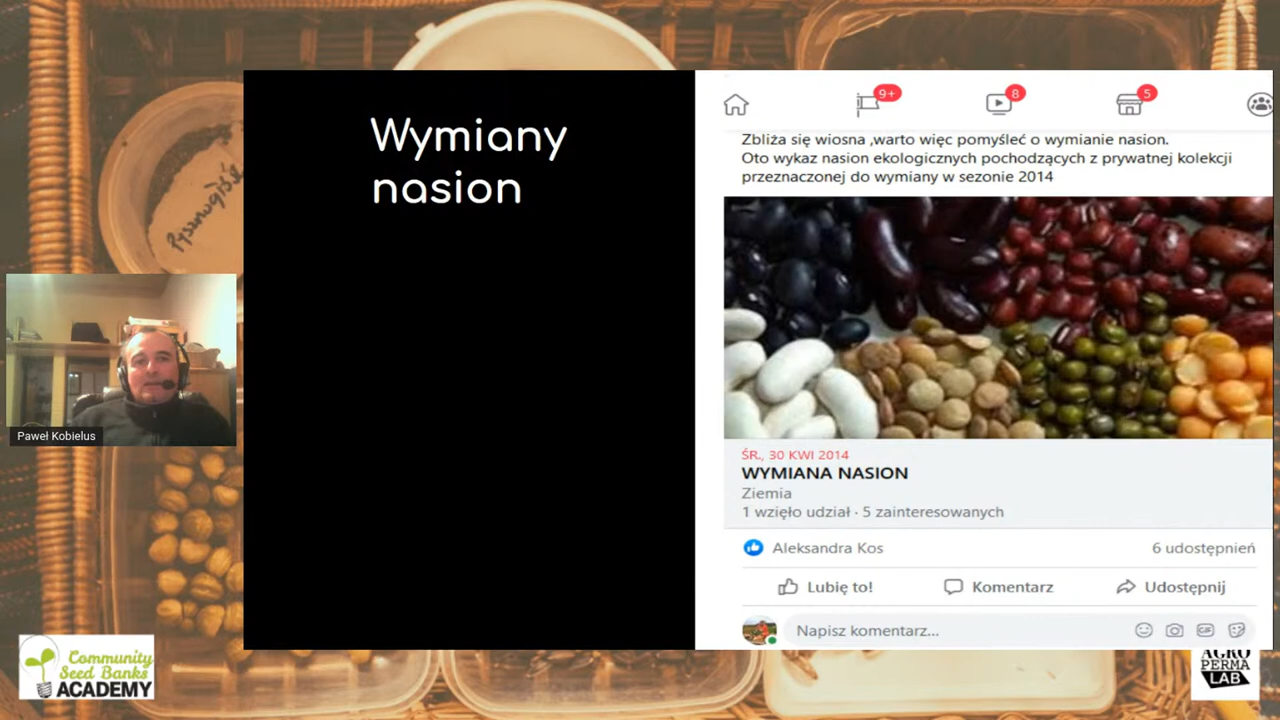 Wymiany
nasion
9+
8
5
Zbliża się wiosna ,warto więc pomyśleć o wymianie nasion.
Oto wykaz nasion ekologicznych pochodzących z prywatnej kolekcji
przeznaczonej do wymiany w sezonie 2014
ŚR., 30 KWI 2014
WYMIANA NASION
Ziemia
1 wzięło udział · 5 zainteresowanych
Aleksandra Kos
6 udostępnień
Lubię to!
Komentarz
Udostępnij
Napisz komentarz...
GIF
Paweł Kobielus
Community
Seed Banks
ACADEMY
AGRO
PERMA
LAB